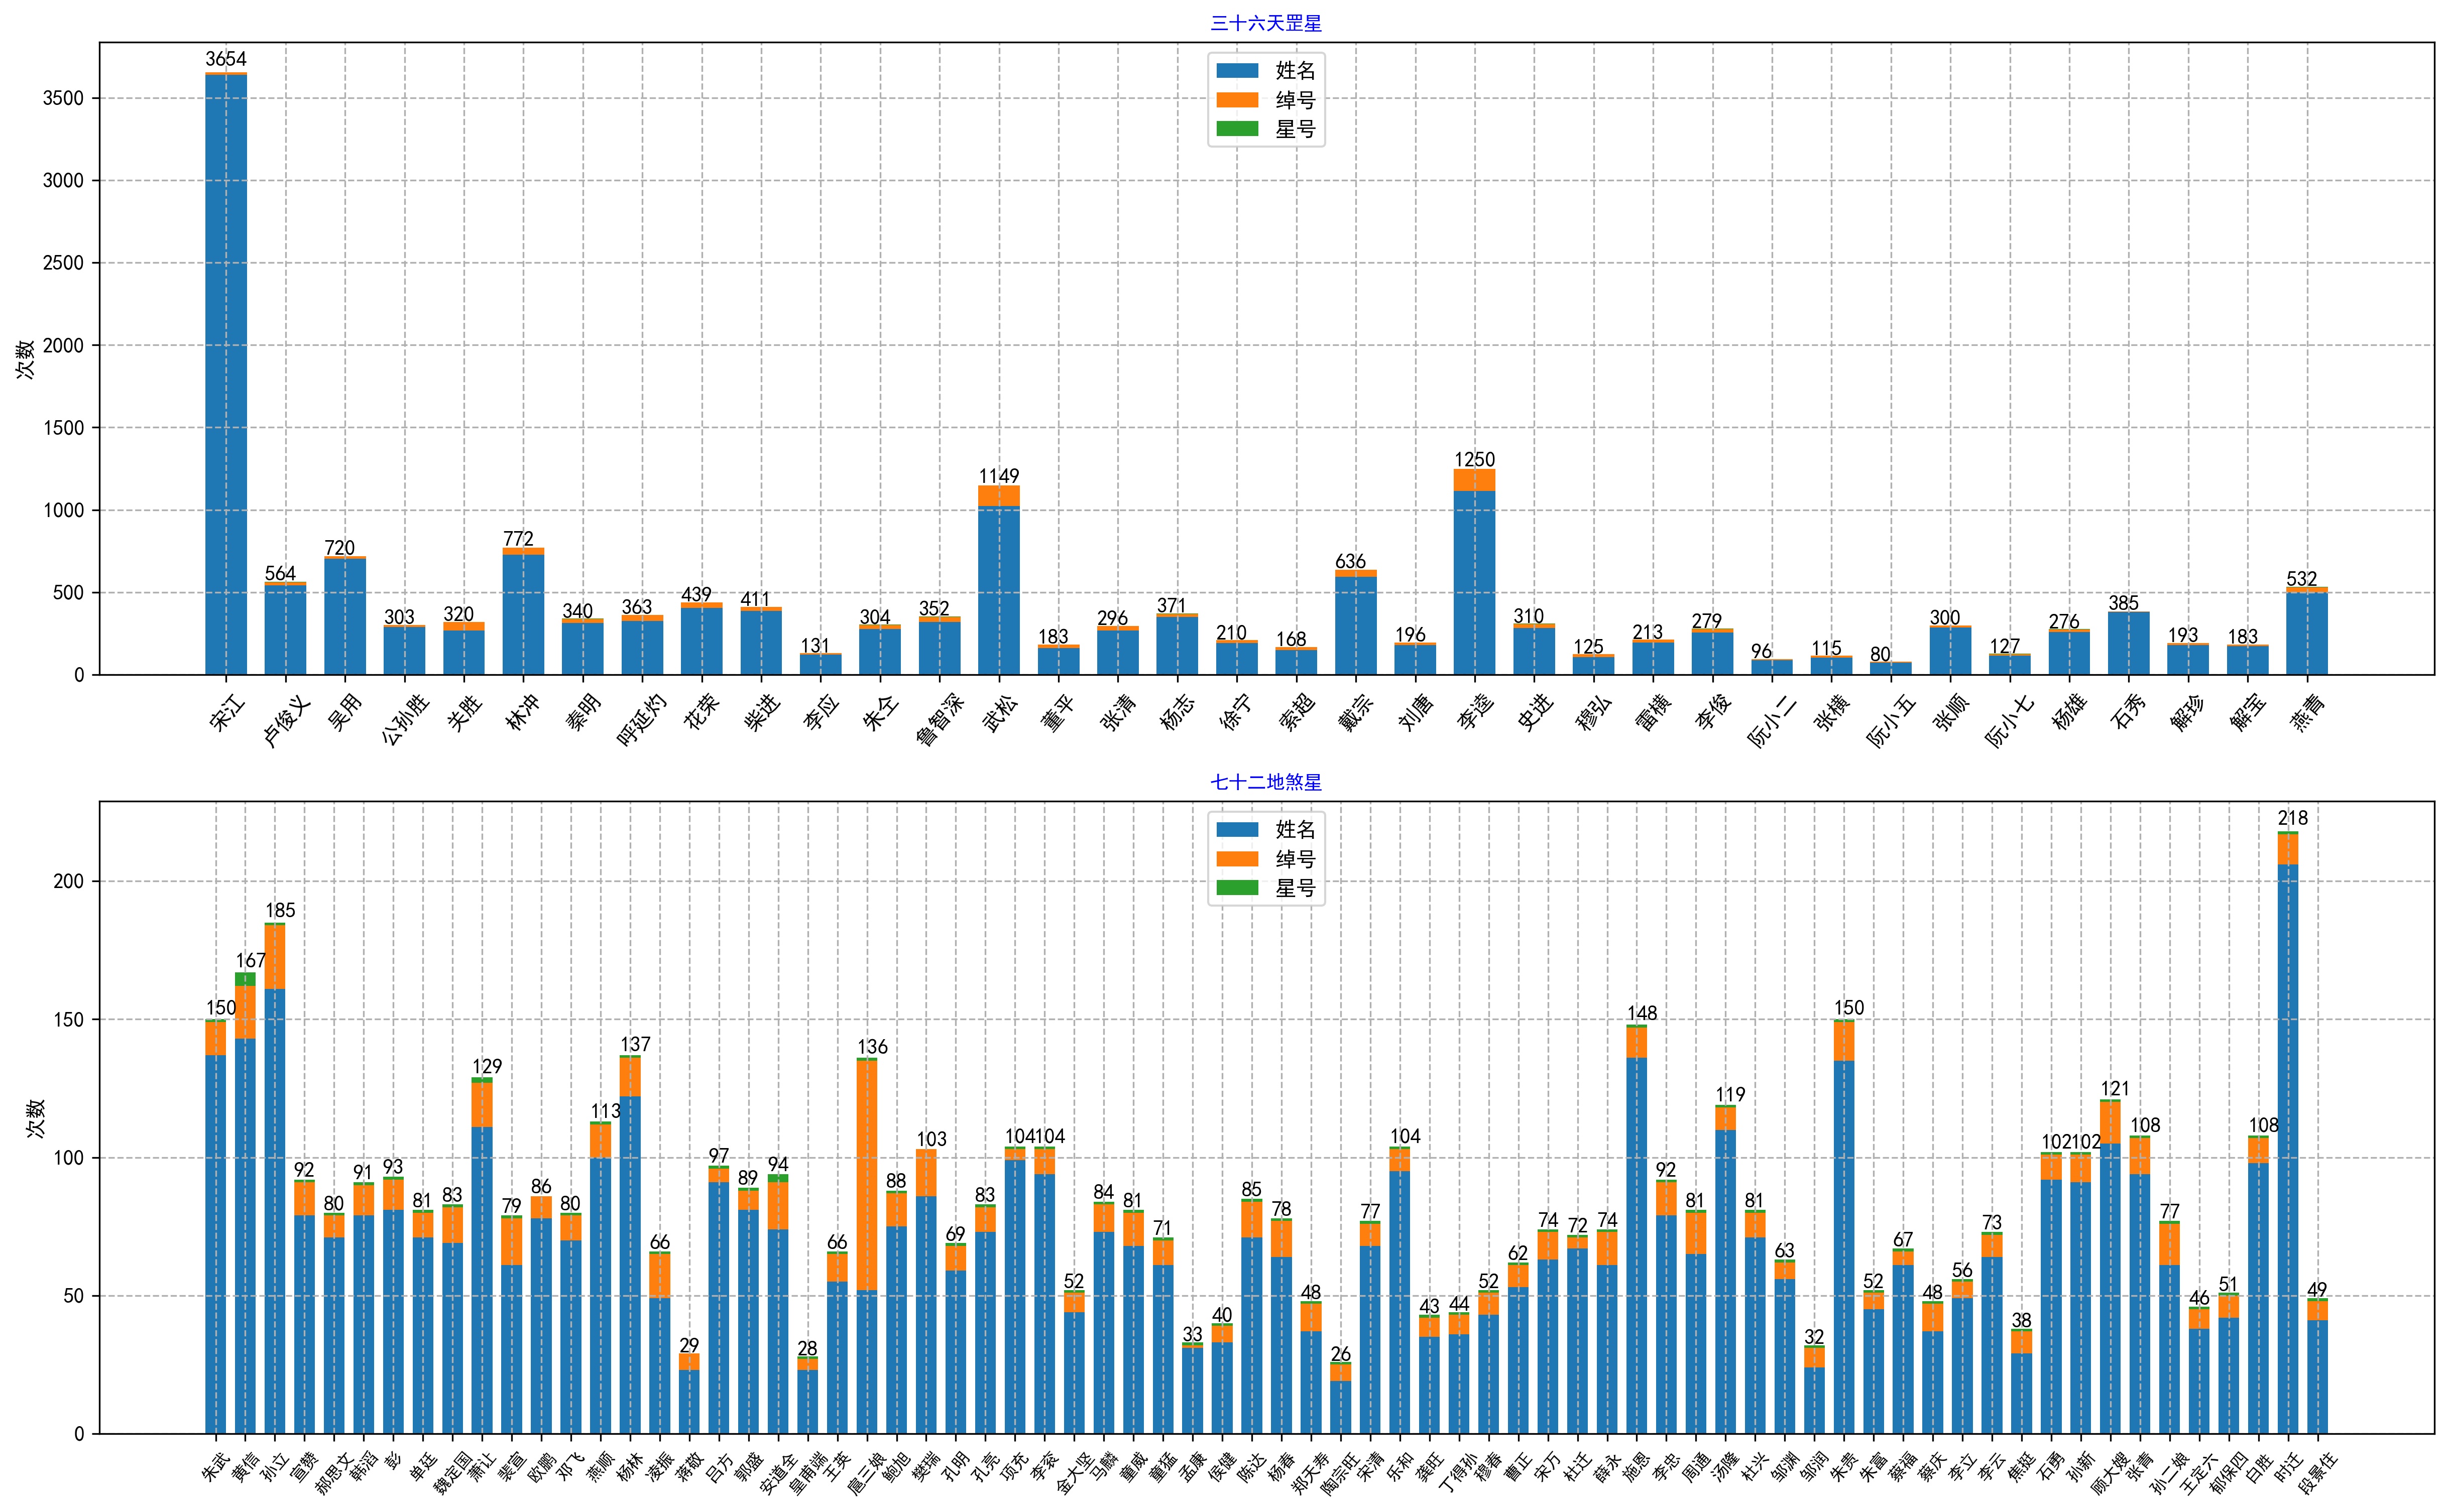 三十六天罡星
姓名
绰号
星号
次数
3500
3000
2500
2000
1500
1000
500
0
3654 564 720 303 320 772 340 363 439 411 131 304 352 1149 183 296 371 210 168 636 196 1250 310 125 213 279 96 115 80 300 127 276 385 193 183 532
宋江 卢俊义 吴用 公孙胜 关胜 林冲 秦明 呼延灼 花荣 柴进 李应 朱仝 鲁智深 武松 董平 张清 杨志 徐宁 索超 戴宗 刘唐 李逵 史进 穆弘 雷横 李俊 阮小二 张横 阮小五 张顺 阮小七 杨雄 石秀 解珍 解宝 燕青
七十二地煞星
姓名
绰号
星号
次数
200
150
100
50
0
150 167 185 92 80 91 93 81 83 129 79 86 80 113 137 66 29 97 89 94 28 66 136 88 103 69 83 104 104 52 84 81 71 33 40 85 78 48 26 77 104 43 44 52 62 74 72 74 148 92 81 119 81 63 32 150 52 67 48 56 73 38 102 102 121 108 77 46 51 108 218 49
朱武 黄信 孙立 宣赞 郝思文 韩滔 彭 单廷 魏定国 萧让 裴宣 欧鹏 邓飞 燕顺 杨林 凌振 蒋敬 吕方 郭盛 安道全 皇甫端 王英 扈三娘 鲍旭 樊瑞 孔明 孔亮 项充 李衮 金大坚 马麟 童威 童猛 孟康 侯健 陈达 杨春 郑天寿 陶宗旺 宋清 乐和 龚旺 丁得孙 穆春 曹正 宋万 杜迁 薛永 施恩 李忠 周通 汤隆 杜兴 邹渊 邹润 朱贵 朱富 蔡福 蔡庆 李立 李云 焦挺 石勇 孙新 顾大嫂 张青 孙二娘 王定六 郁保四 白胜 时迁 段景住